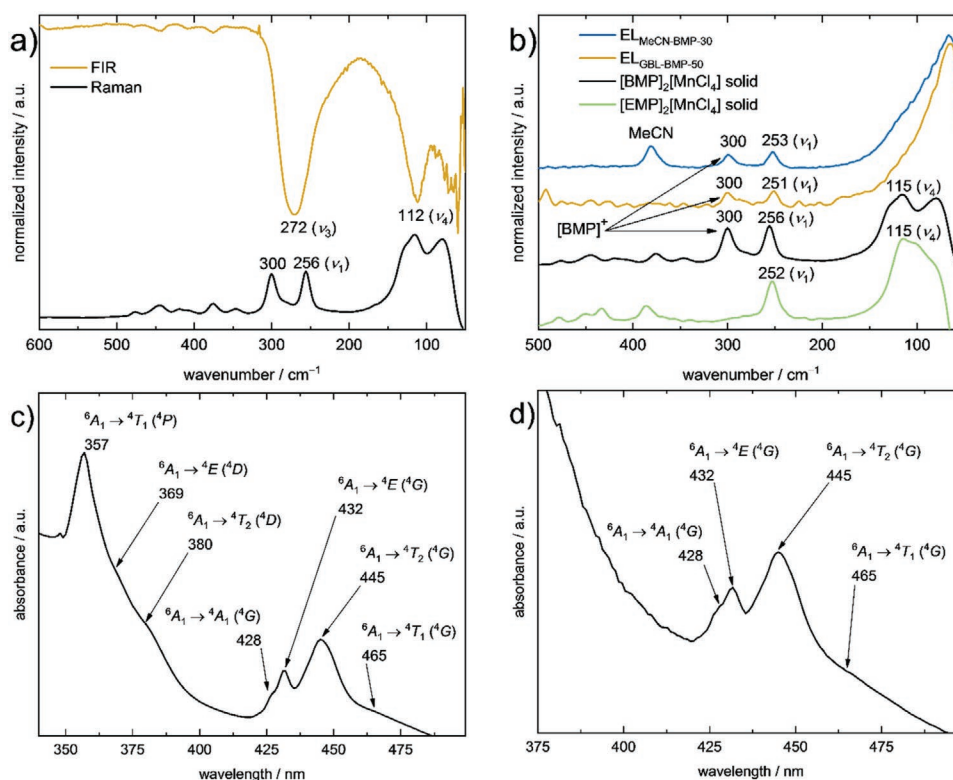 a)
FIR
Raman
272 (ν₃)
112 (ν₄)
300
256 (ν₁)
normalized intensity / a.u.
600
500
400
300
200
100
wavenumber / cm⁻¹
b)
EL_MeCN-BMP-30
EL_GBL-BMP-50
[BMP]₂[MnCl₄] solid
[EMP]₂[MnCl₄] solid
MeCN
300
253 (ν₁)
300
251 (ν₁)
[BMP]⁺
300
256 (ν₁)
115 (ν₄)
115 (ν₄)
252 (ν₁)
normalized intensity / a.u.
500
400
300
200
100
wavenumber / cm⁻¹
c)
⁶A₁ → ⁴T₁ (⁴P)
357
⁶A₁ → ⁴E (⁴D)
369
⁶A₁ → ⁴T₂ (⁴D)
380
⁶A₁ → ⁴A₁ (⁴G)
428
⁶A₁ → ⁴E (⁴G)
432
⁶A₁ → ⁴T₂ (⁴G)
445
⁶A₁ → ⁴T₁ (⁴G)
465
absorbance / a.u.
350
375
400
425
450
475
wavelength / nm
d)
⁶A₁ → ⁴E (⁴G)
432
⁶A₁ → ⁴T₂ (⁴G)
445
⁶A₁ → ⁴A₁ (⁴G)
428
⁶A₁ → ⁴T₁ (⁴G)
465
absorbance / a.u.
375
400
425
450
475
wavelength / nm